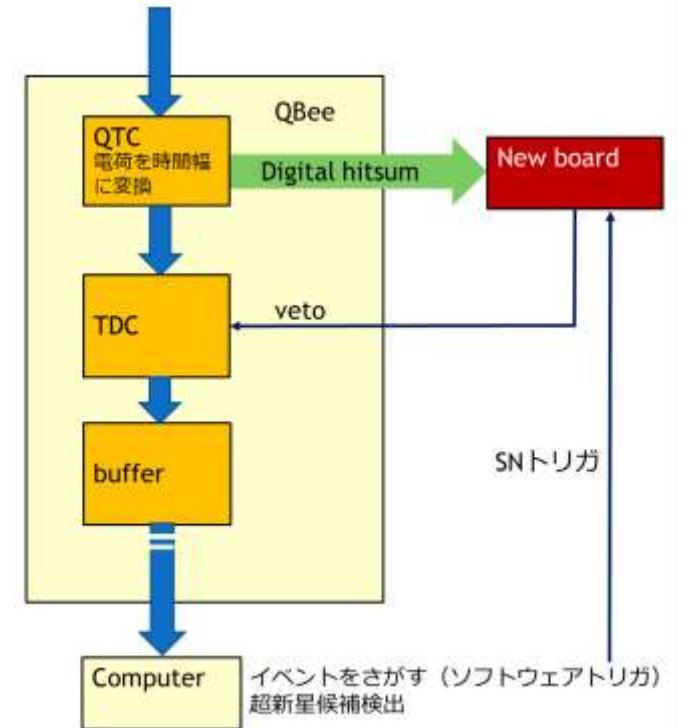 QBee
QTC
電荷を時間幅
に変換
Digital hitsum
New board
TDC
veto
buffer
SNトリガ
Computer
イベントをさがす（ソフトウェアトリガ）
超新星候補検出